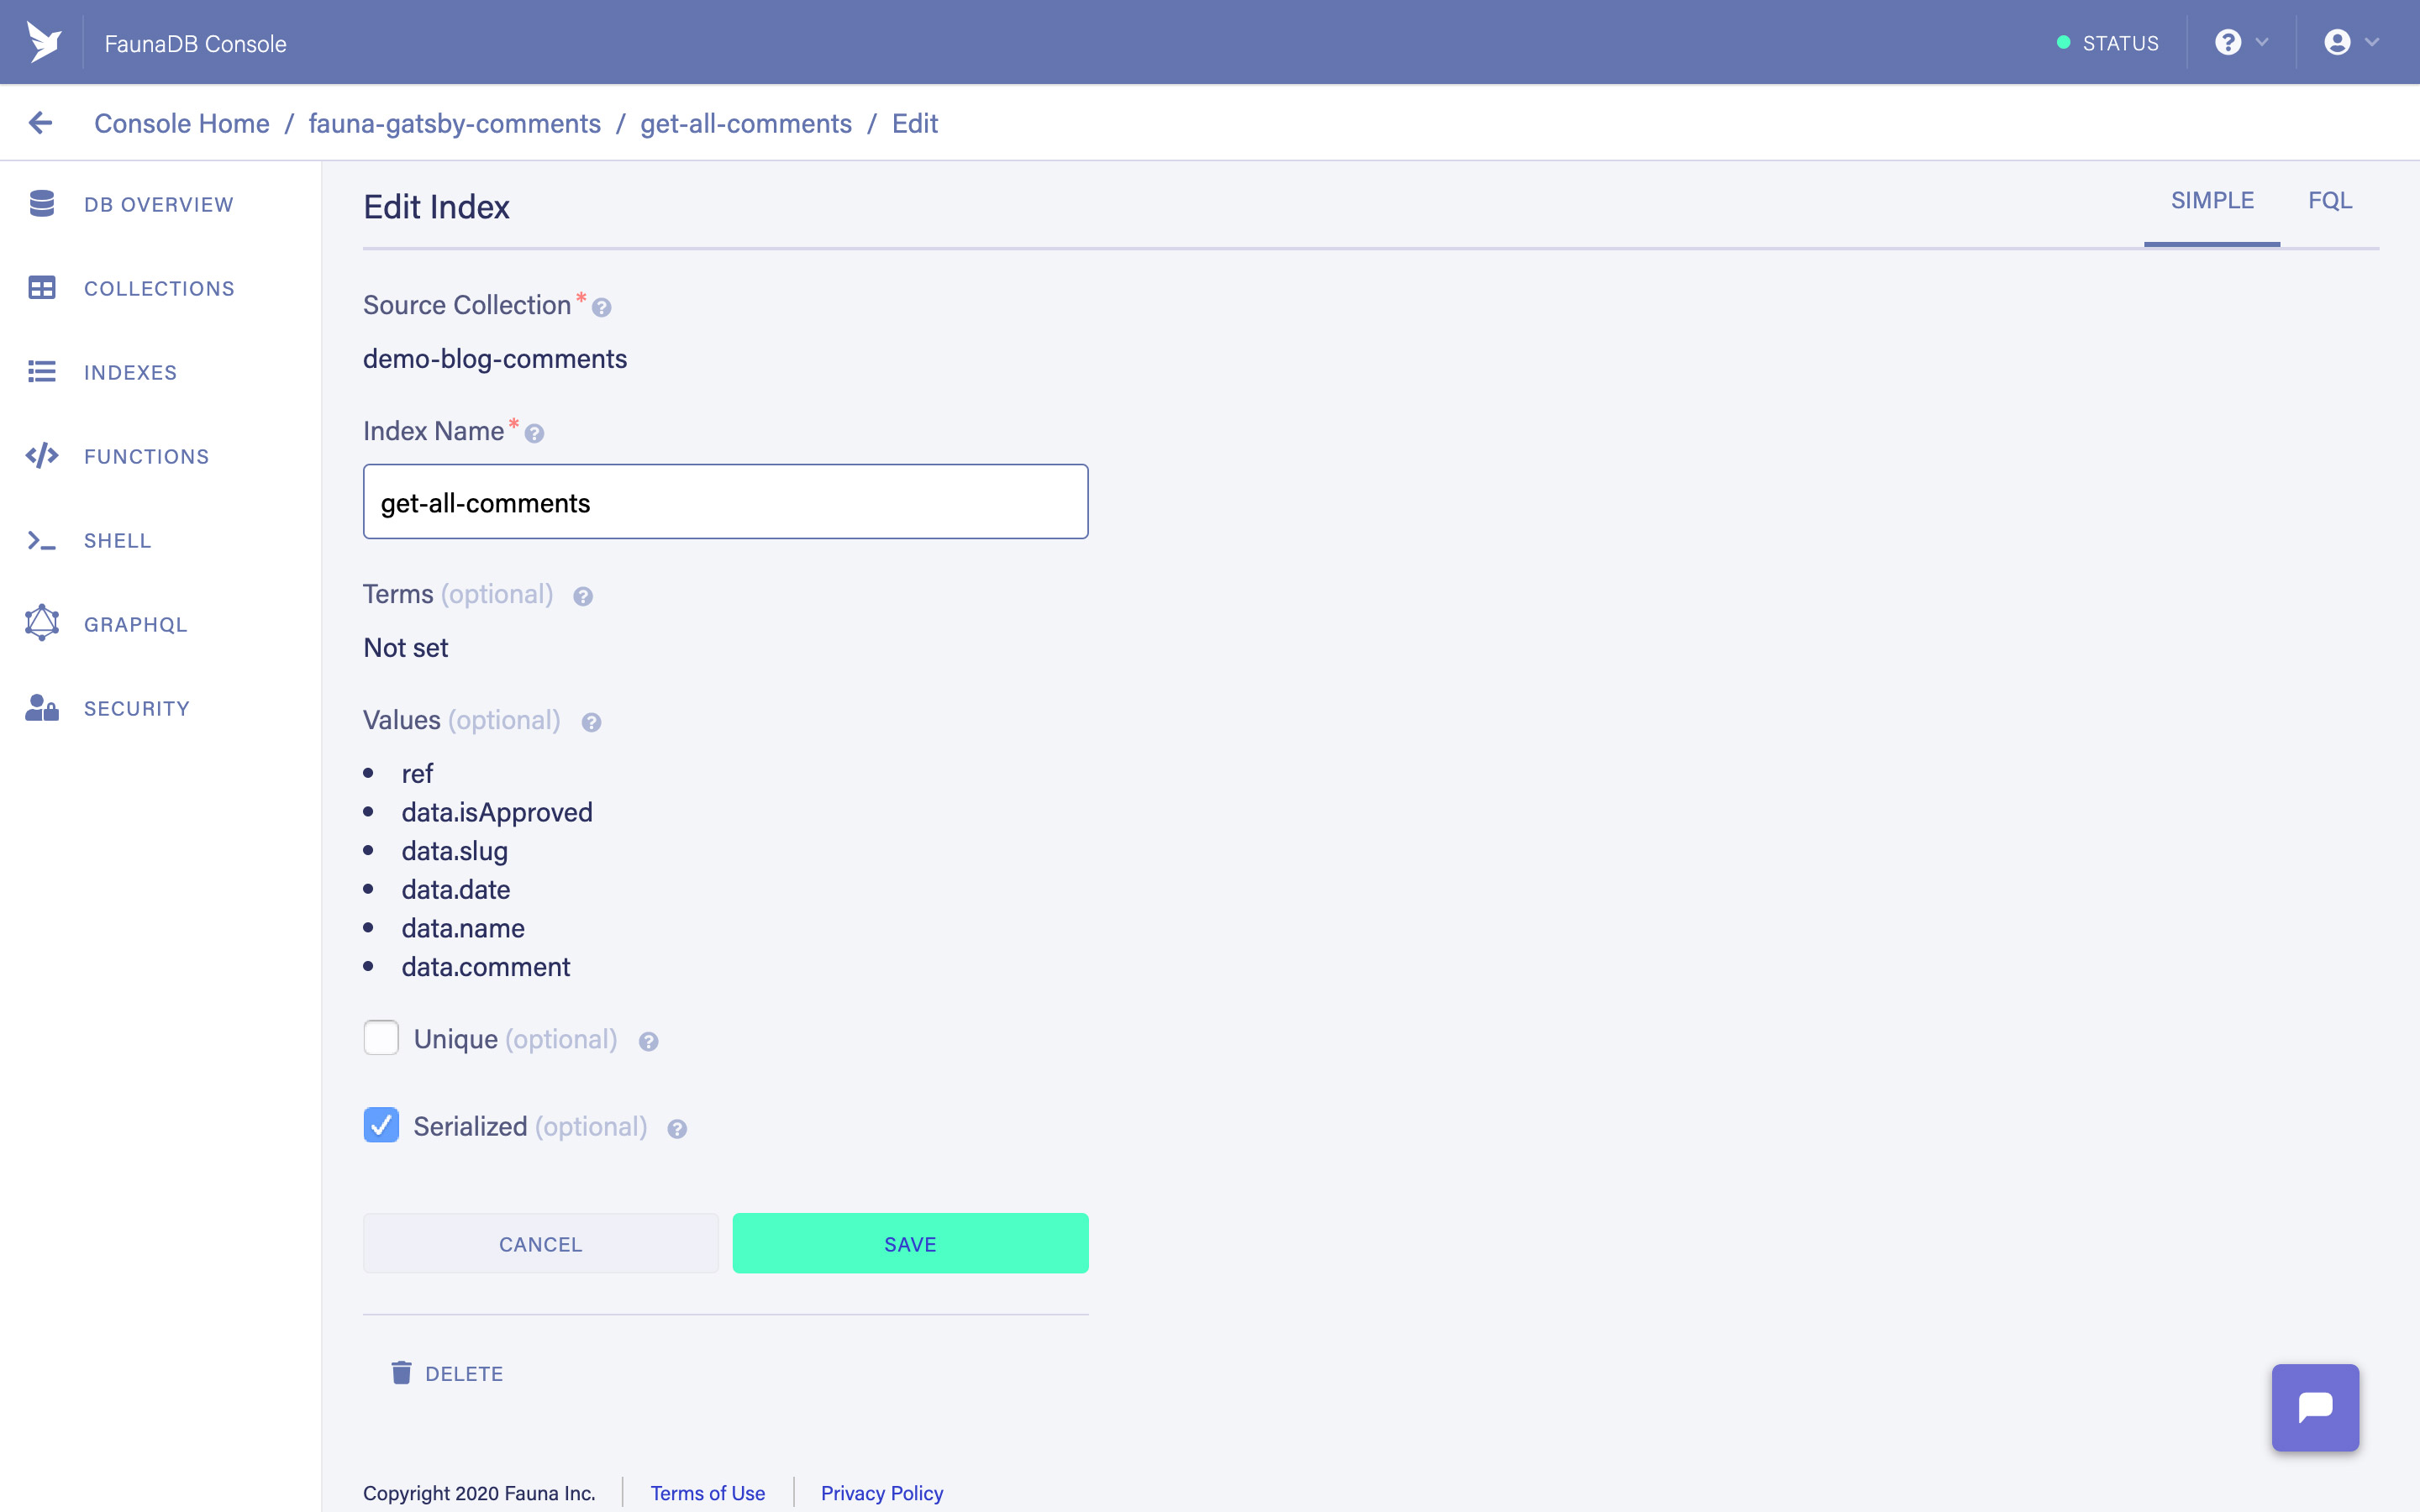 FaunaDB Console
STATUS
Console Home / fauna-gatsby-comments / get-all-comments / Edit
DB OVERVIEW
COLLECTIONS
INDEXES
FUNCTIONS
SHELL
GRAPHQL
SECURITY
Edit Index
SIMPLE FQL
Source Collection *
demo-blog-comments
Index Name *
get-all-comments
Terms (optional)
Not set
Values (optional)
• ref
• data.isApproved
• data.slug
• data.date
• data.name
• data.comment
Unique (optional)
Serialized (optional)
CANCEL SAVE
DELETE
Copyright 2020 Fauna Inc. Terms of Use Privacy Policy